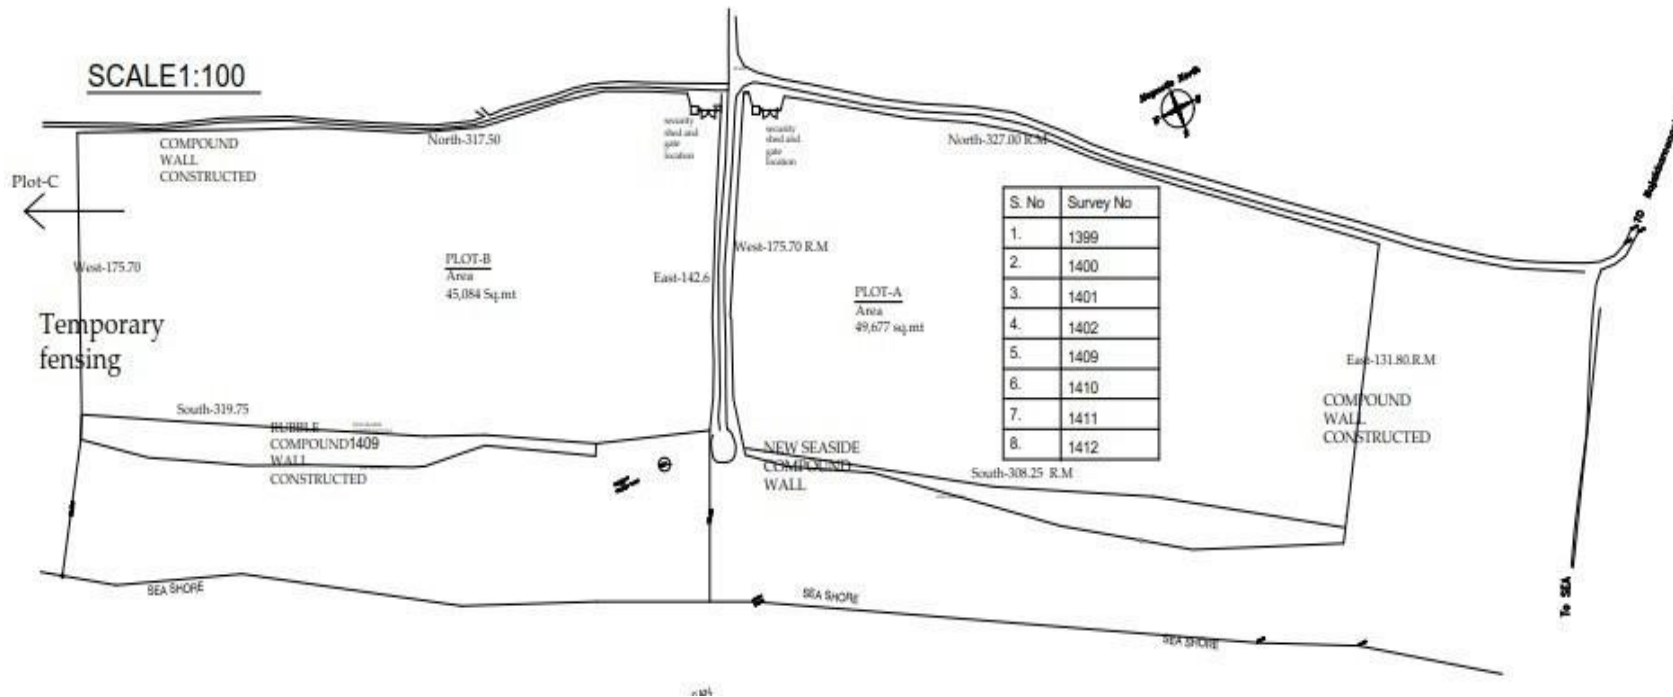 SCALE1:100
Magnetic North
COMPOUND
WALL
CONSTRUCTED
North-317.50
security
shed and
gate
location
security
shed and
gate
location
North-327.00 R.M
Plot-C
S. No Survey No
1. 1399
2. 1400
3. 1401
4. 1402
5. 1409
6. 1410
7. 1411
8. 1412
West-175.70
PLOT-B
Area
45,084 Sq.mt
East-142.6
West-175.70 R.M
PLOT-A
Area
49,677 sq.mt
Temporary
fensing
East-131.80.R.M
COMPOUND
WALL
CONSTRUCTED
South-319.75
RUBBLE
COMPOUND1409
WALL
CONSTRUCTED
NEW SEASIDE
COMPOUND
WALL
South-308.25 R.M
SEA SHORE
SEA SHORE
SEA SHORE
To SEA